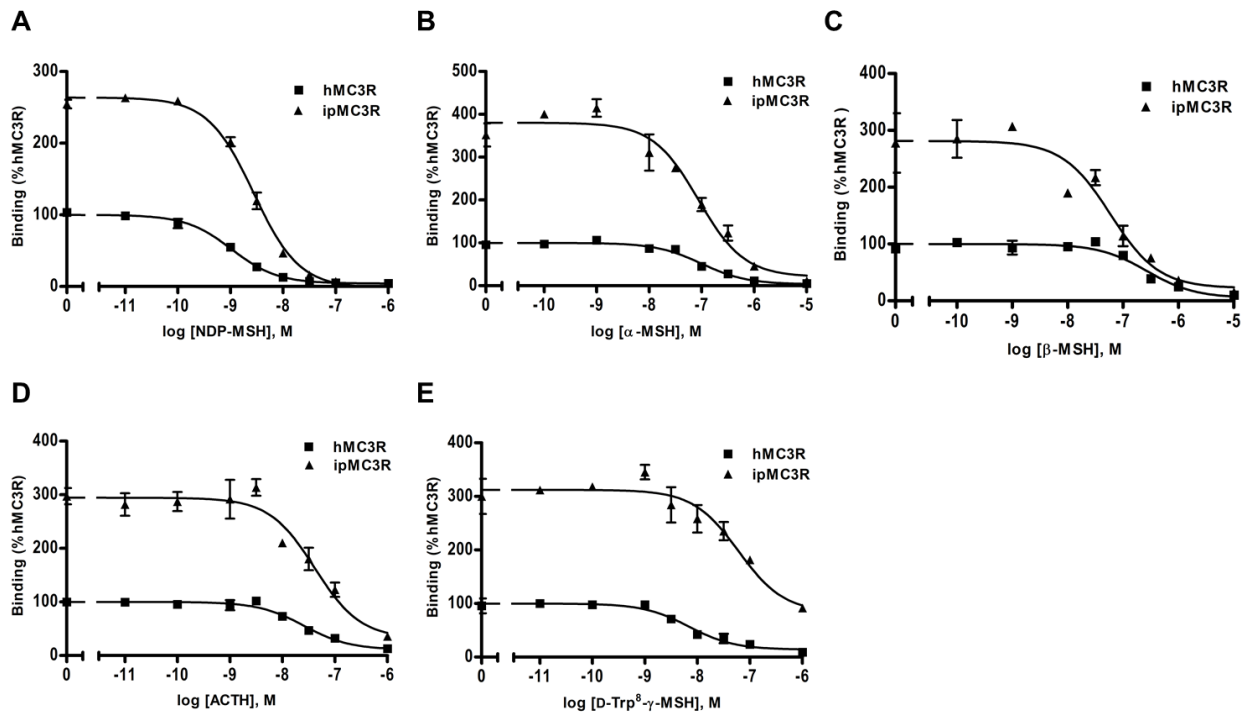 A
300
200
100
0
Binding (%hMC3R)
hMC3R
ipMC3R
0 -11 -10 -9 -8 -7 -6
log [NDP-MSH], M
B
500
400
300
200
100
0
Binding (%hMC3R)
hMC3R
ipMC3R
0 -10 -9 -8 -7 -6 -5
log [α-MSH], M
C
400
300
200
100
0
Binding (%hMC3R )
hMC3R
ipMC3R
0 -10 -9 -8 -7 -6 -5
log [β-MSH], M
D
400
300
200
100
0
Binding (%hMC3R)
hMC3R
ipMC3R
0 -11 -10 -9 -8 -7 -6
log [ACTH], M
E
400
300
200
100
0
Binding (%hMC3R)
hMC3R
ipMC3R
0 -11 -10 -9 -8 -7 -6
log [D-Trp⁸-γ-MSH], M